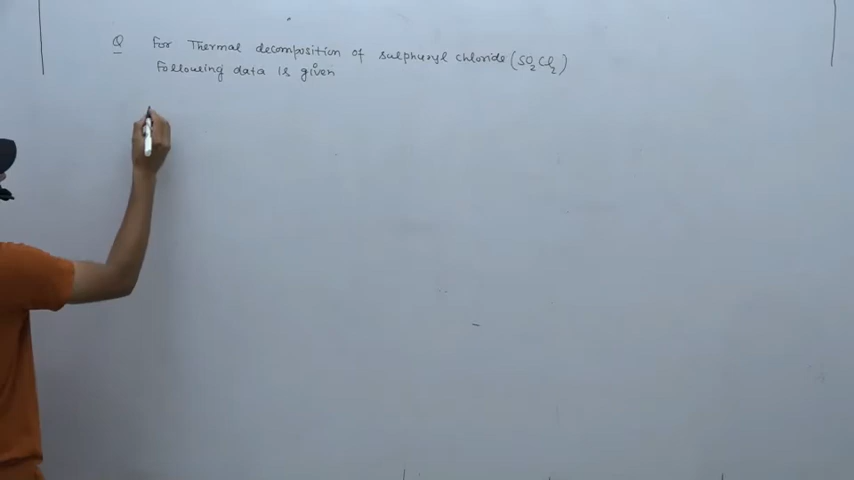 Q For Thermal decomposition of sulphuryl chloride (SO2Cl2)
Following data is given